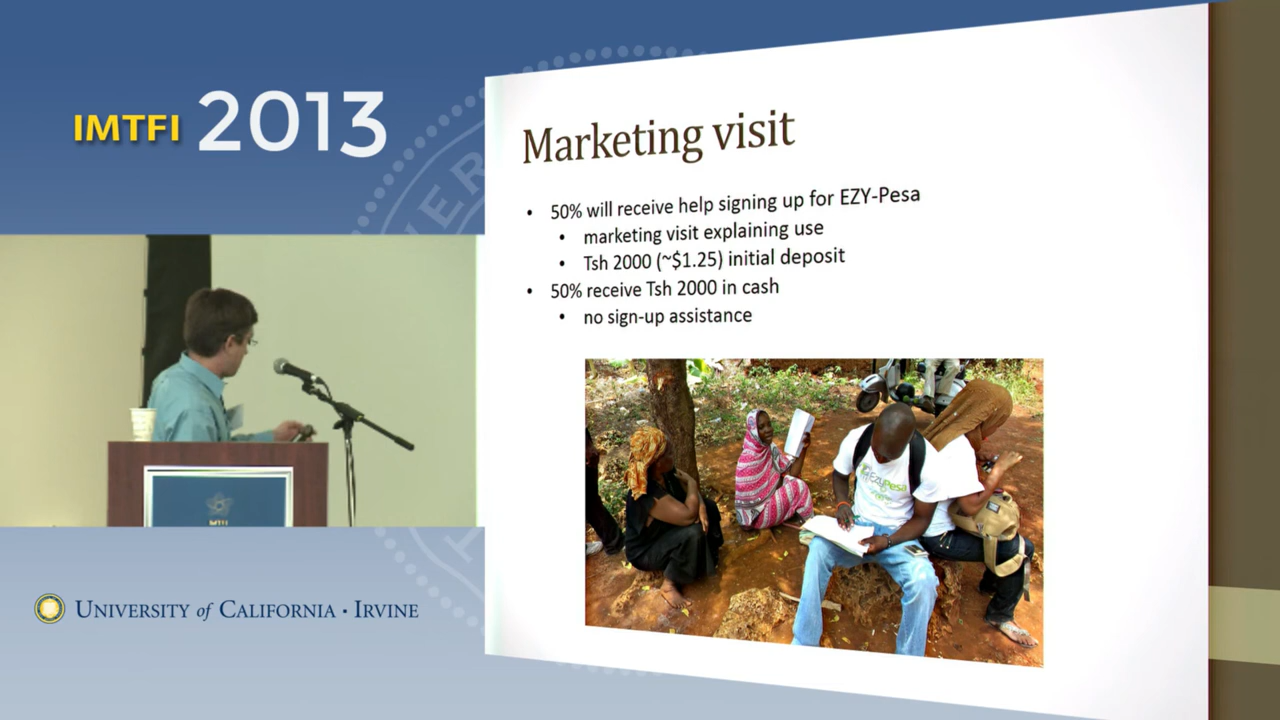 IMTFI 2013
Marketing visit
• 50% will receive help signing up for EZY-Pesa
• marketing visit explaining use
• Tsh 2000 (~$1.25) initial deposit
• 50% receive Tsh 2000 in cash
• no sign-up assistance
EzyPesa
UNIVERSITY of CALIFORNIA · IRVINE